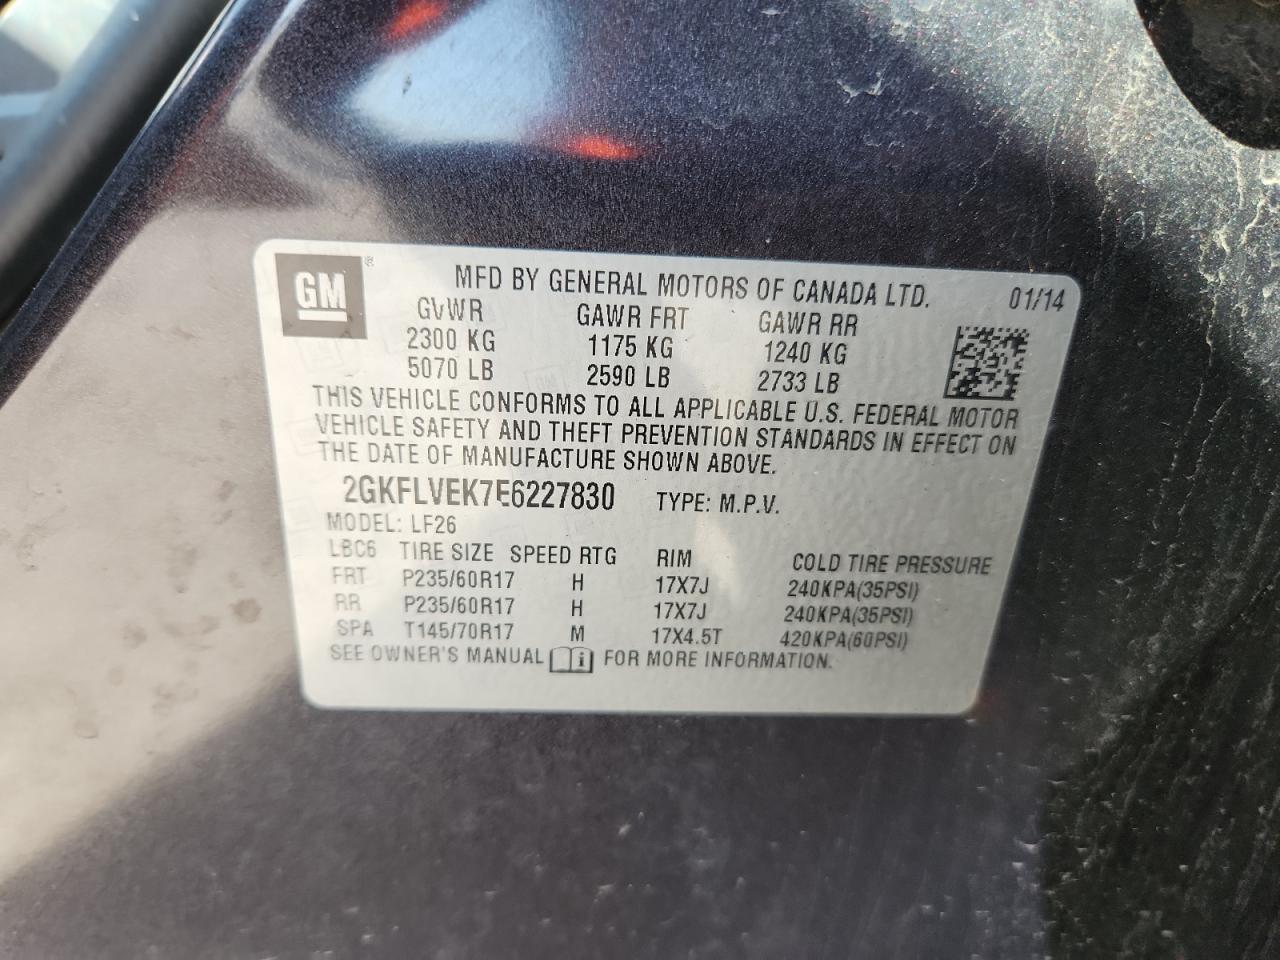 GM ® MFD BY GENERAL MOTORS OF CANADA LTD. 01/14
GVWR GAWR FRT GAWR RR
2300 KG 1175 KG 1240 KG
5070 LB 2590 LB 2733 LB
THIS VEHICLE CONFORMS TO ALL APPLICABLE U.S. FEDERAL MOTOR
VEHICLE SAFETY AND THEFT PREVENTION STANDARDS IN EFFECT ON
THE DATE OF MANUFACTURE SHOWN ABOVE.
2GKFLVEK7E6227830 TYPE: M.P.V.
MODEL: LF26
LBC6 TIRE SIZE SPEED RTG RIM COLD TIRE PRESSURE
FRT P235/60R17 H 17X7J 240KPA(35PSI)
RR P235/60R17 H 17X7J 240KPA(35PSI)
SPA T145/70R17 M 17X4.5T 420KPA(60PSI)
SEE OWNER'S MANUAL i FOR MORE INFORMATION.